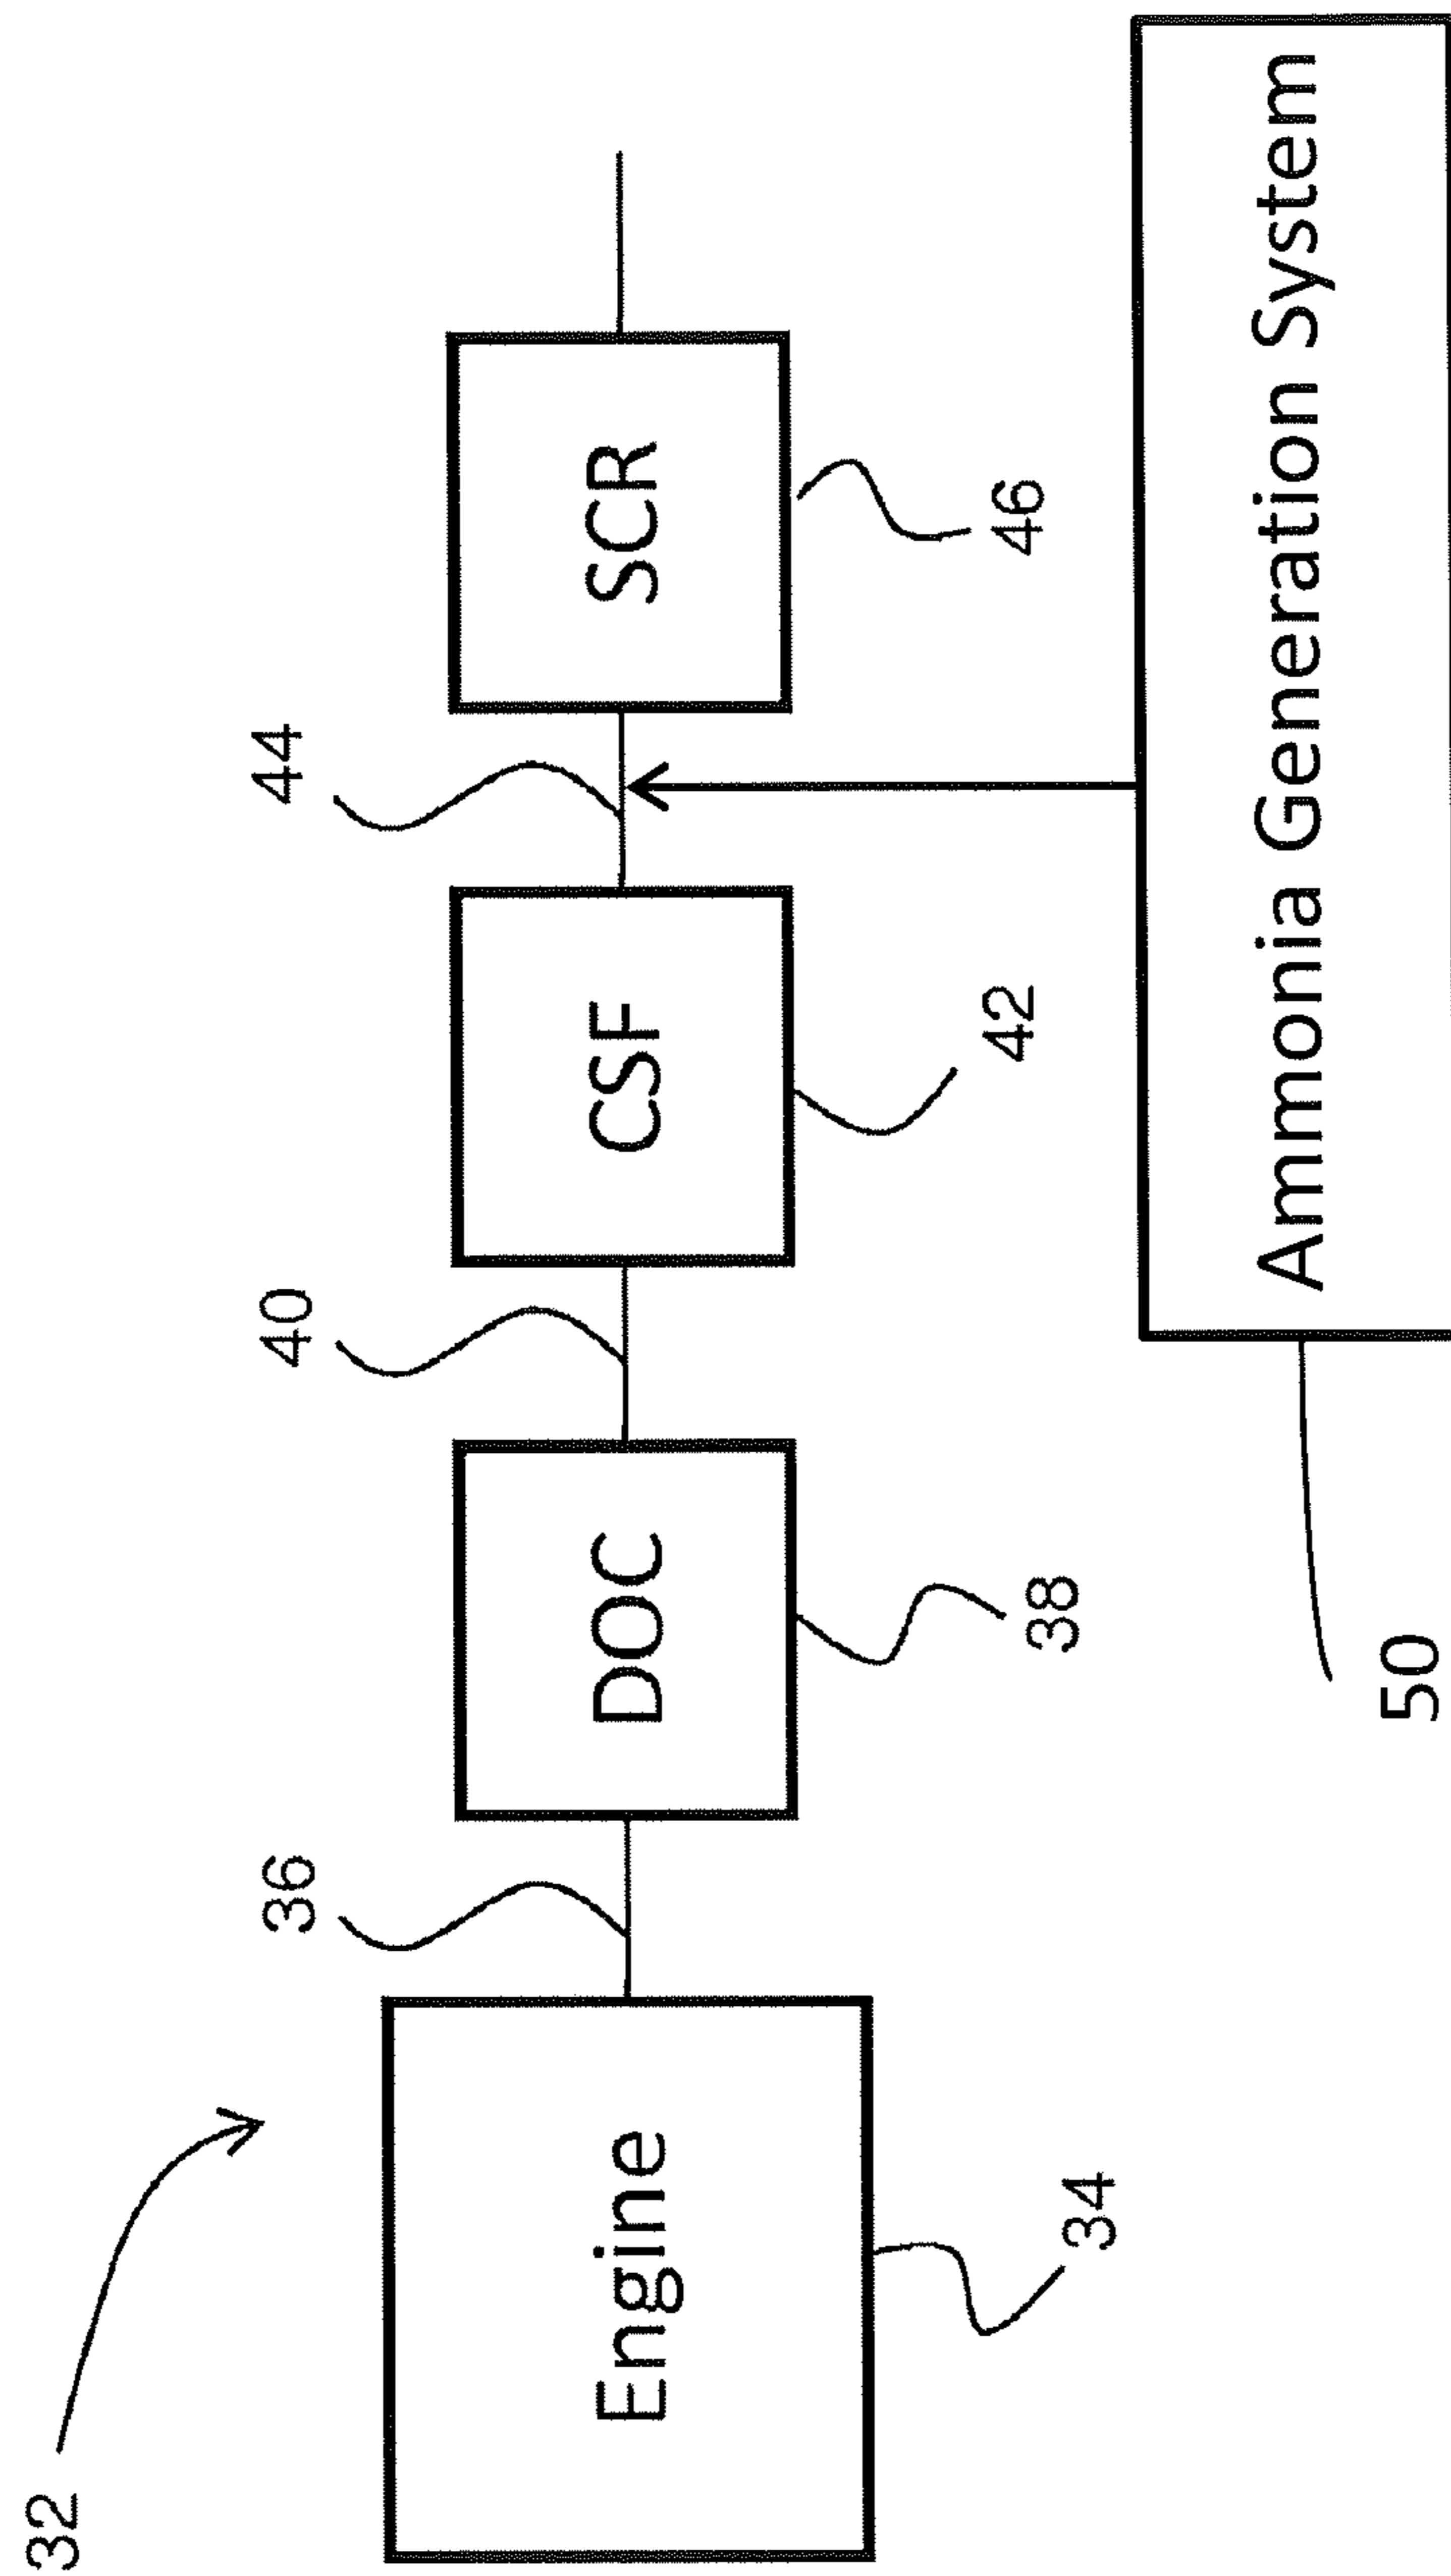 32
36
40
44
Engine
DOC
CSF
SCR
34
38
42
46
50
Ammonia Generation System